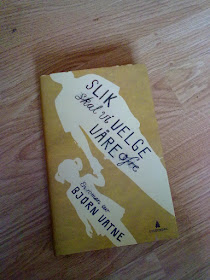 SLIK
skal vi
VELGE
VÅRE ofre
Roman av
BJØRN VATNE